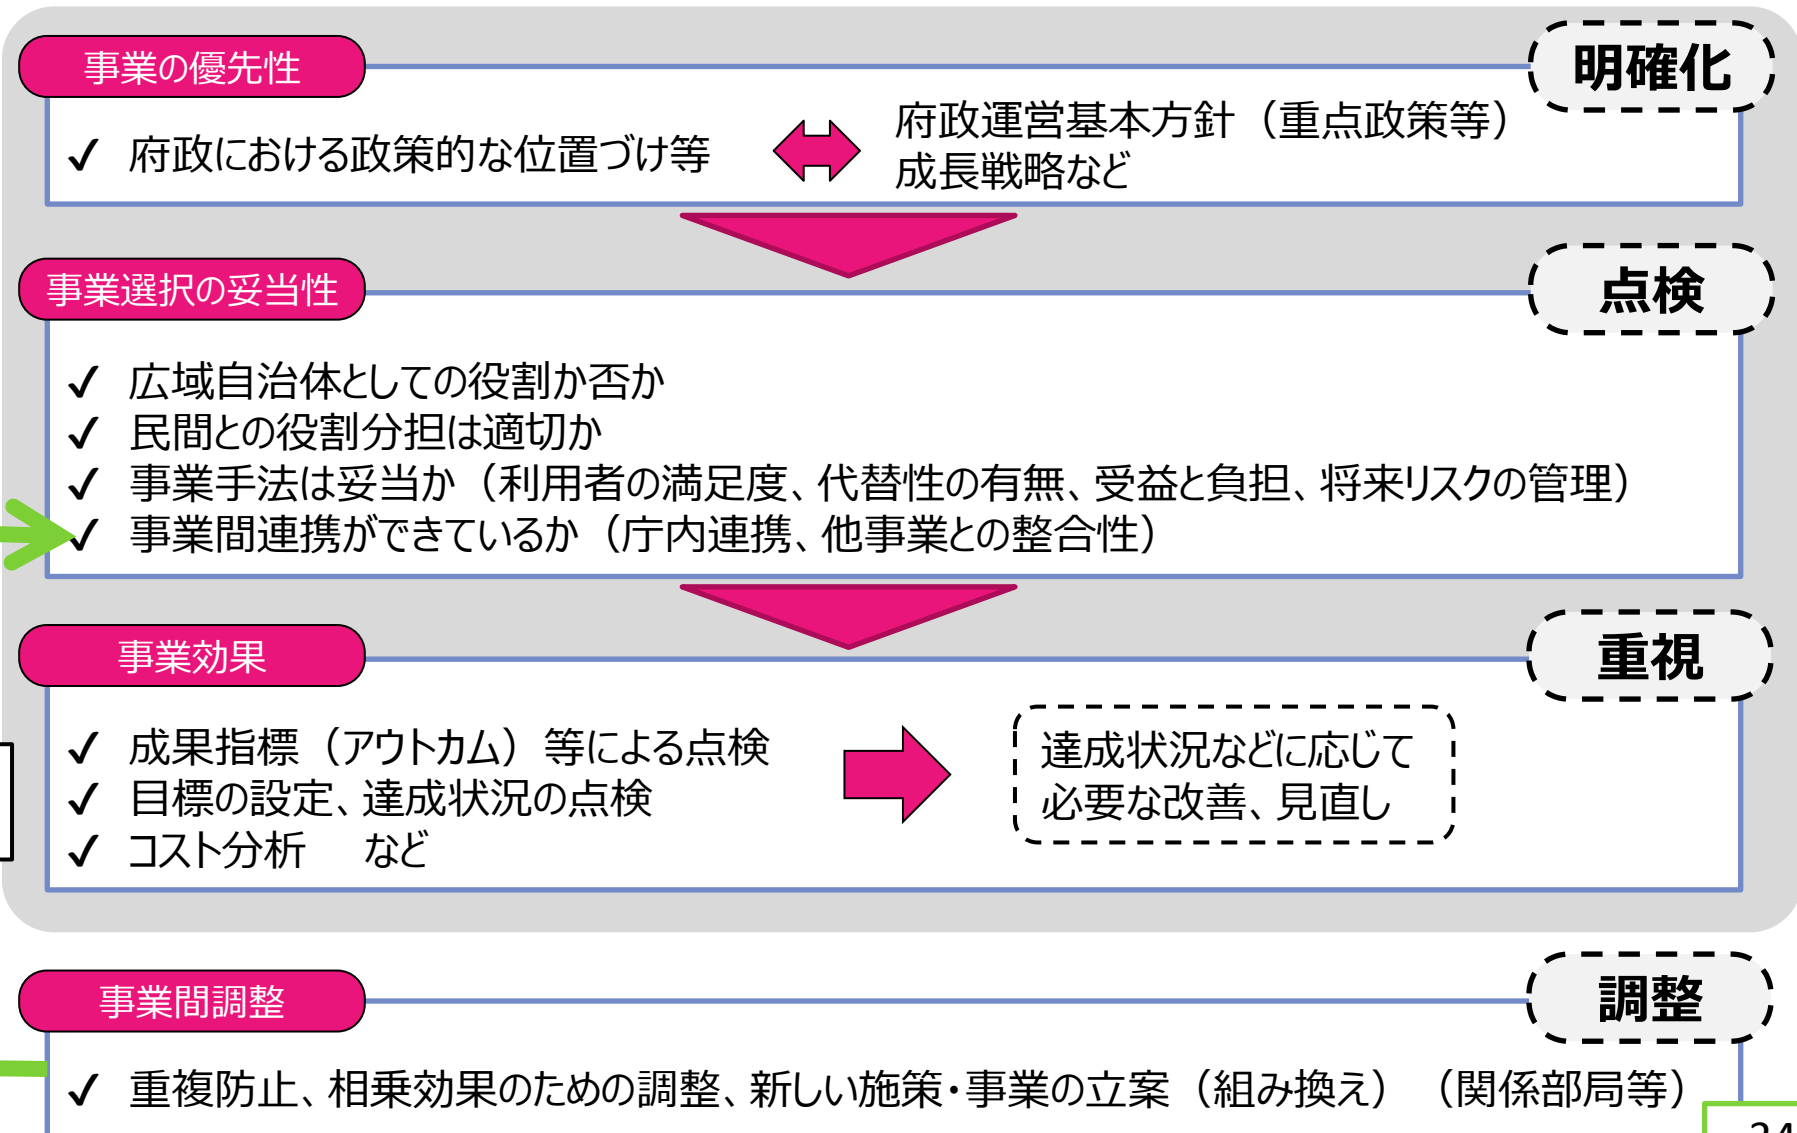 事業の優先性
明確化
✓ 府政における政策的な位置づけ等
府政運営基本方針（重点政策等）
成長戦略など
事業選択の妥当性
点検
✓ 広域自治体としての役割か否か
✓ 民間との役割分担は適切か
✓ 事業手法は妥当か（利用者の満足度、代替性の有無、受益と負担、将来リスクの管理）
✓ 事業間連携ができているか（庁内連携、他事業との整合性）
事業効果
重視
✓ 成果指標（アウトカム）等による点検
✓ 目標の設定、達成状況の点検
✓ コスト分析　など
達成状況などに応じて
必要な改善、見直し
事業間調整
調整
✓ 重複防止、相乗効果のための調整、新しい施策・事業の立案（組み換え）（関係部局等）